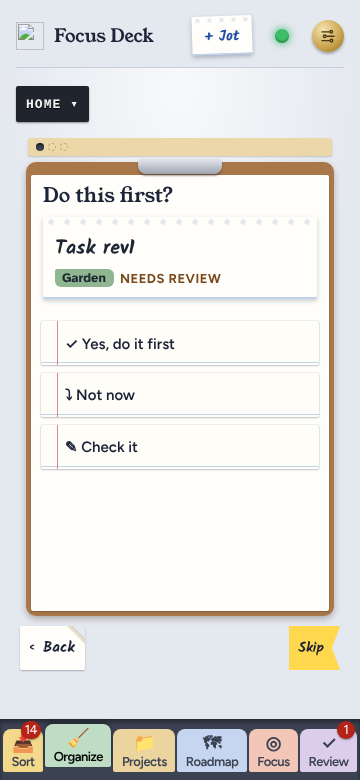 Focus Deck
+ Jot
HOME ▾
Do this first?
Task rev1
Garden NEEDS REVIEW
✓ Yes, do it first
⤵ Not now
✎ Check it
‹ Back
Skip
14
1
Sort
Organize
Projects
Roadmap
Focus
Review